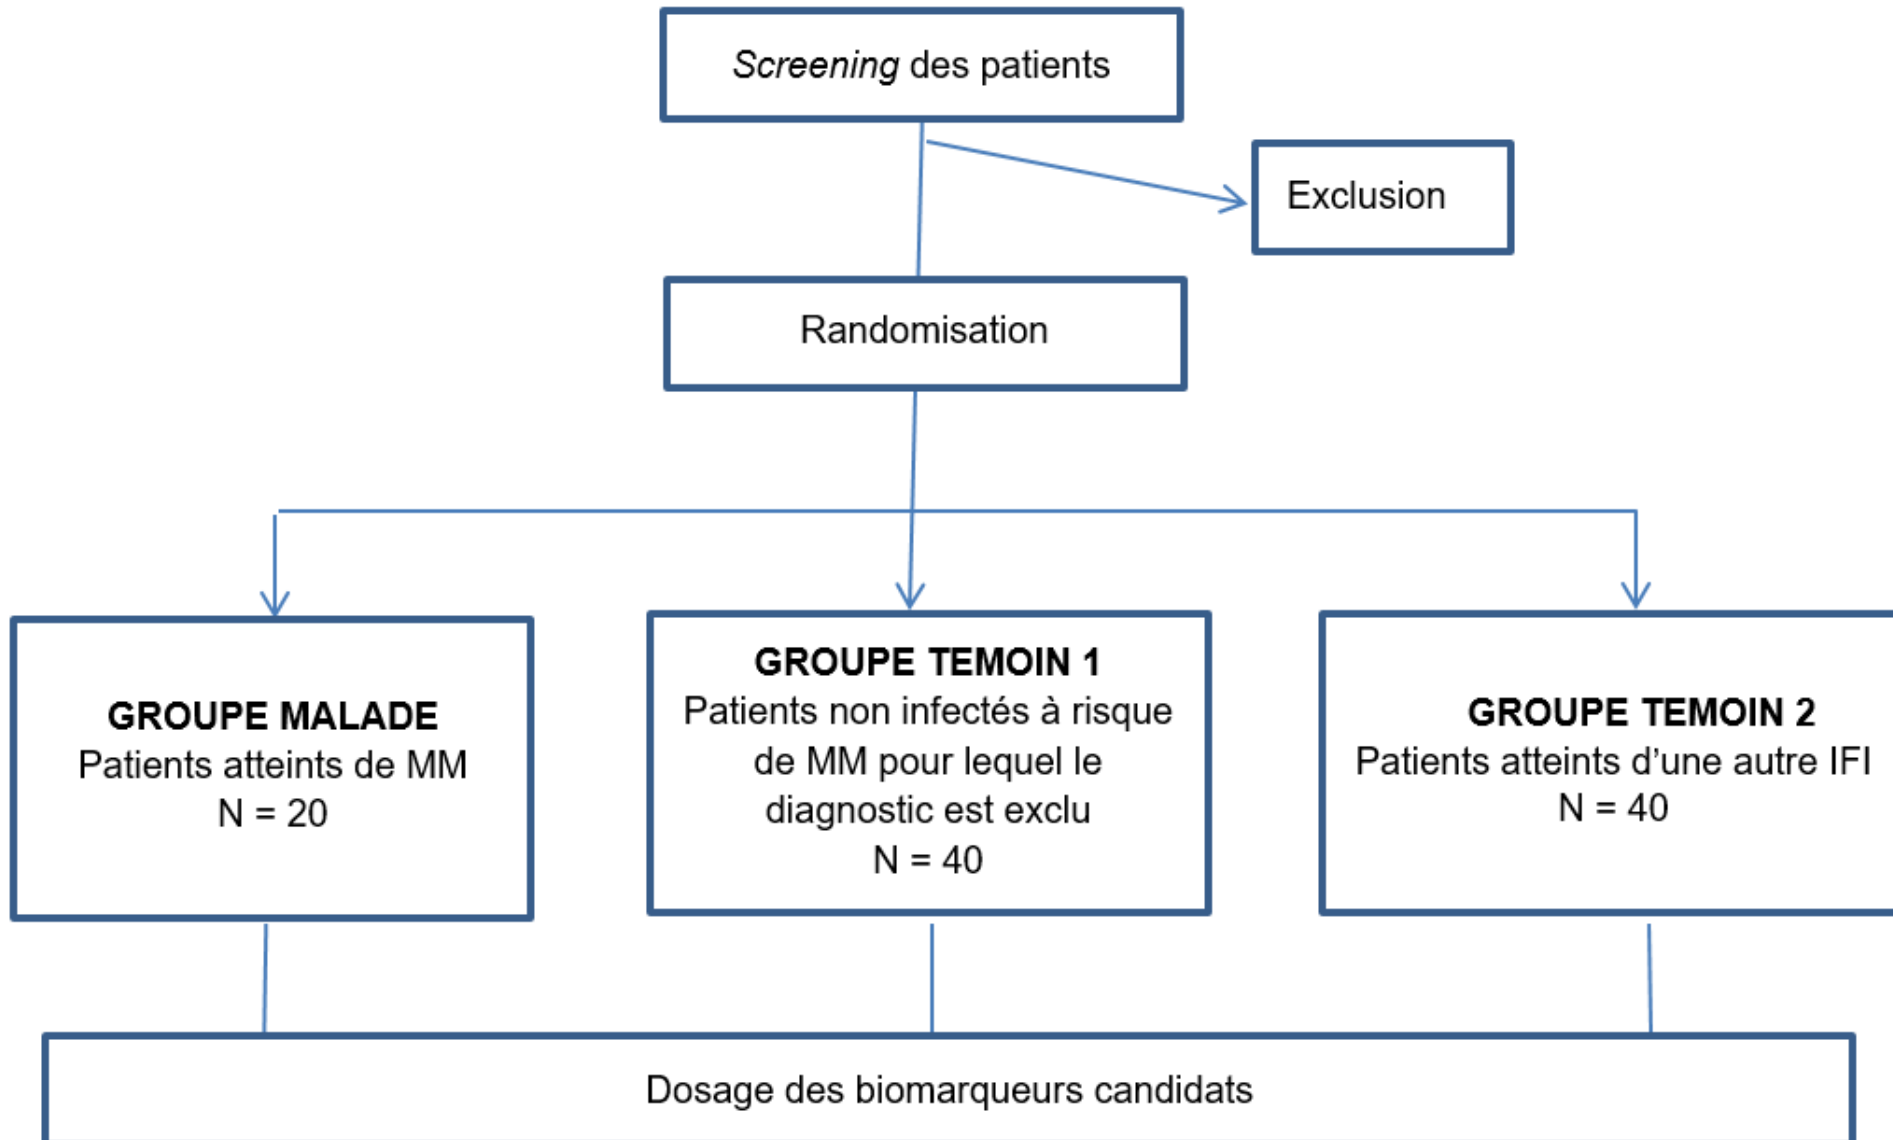 Screening des patients
Exclusion
Randomisation
GROUPE MALADE
Patients atteints de MM
N = 20
GROUPE TEMOIN 1
Patients non infectés à risque
de MM pour lequel le
diagnostic est exclu
N = 40
GROUPE TEMOIN 2
Patients atteints d'une autre IFI
N = 40
Dosage des biomarqueurs candidats